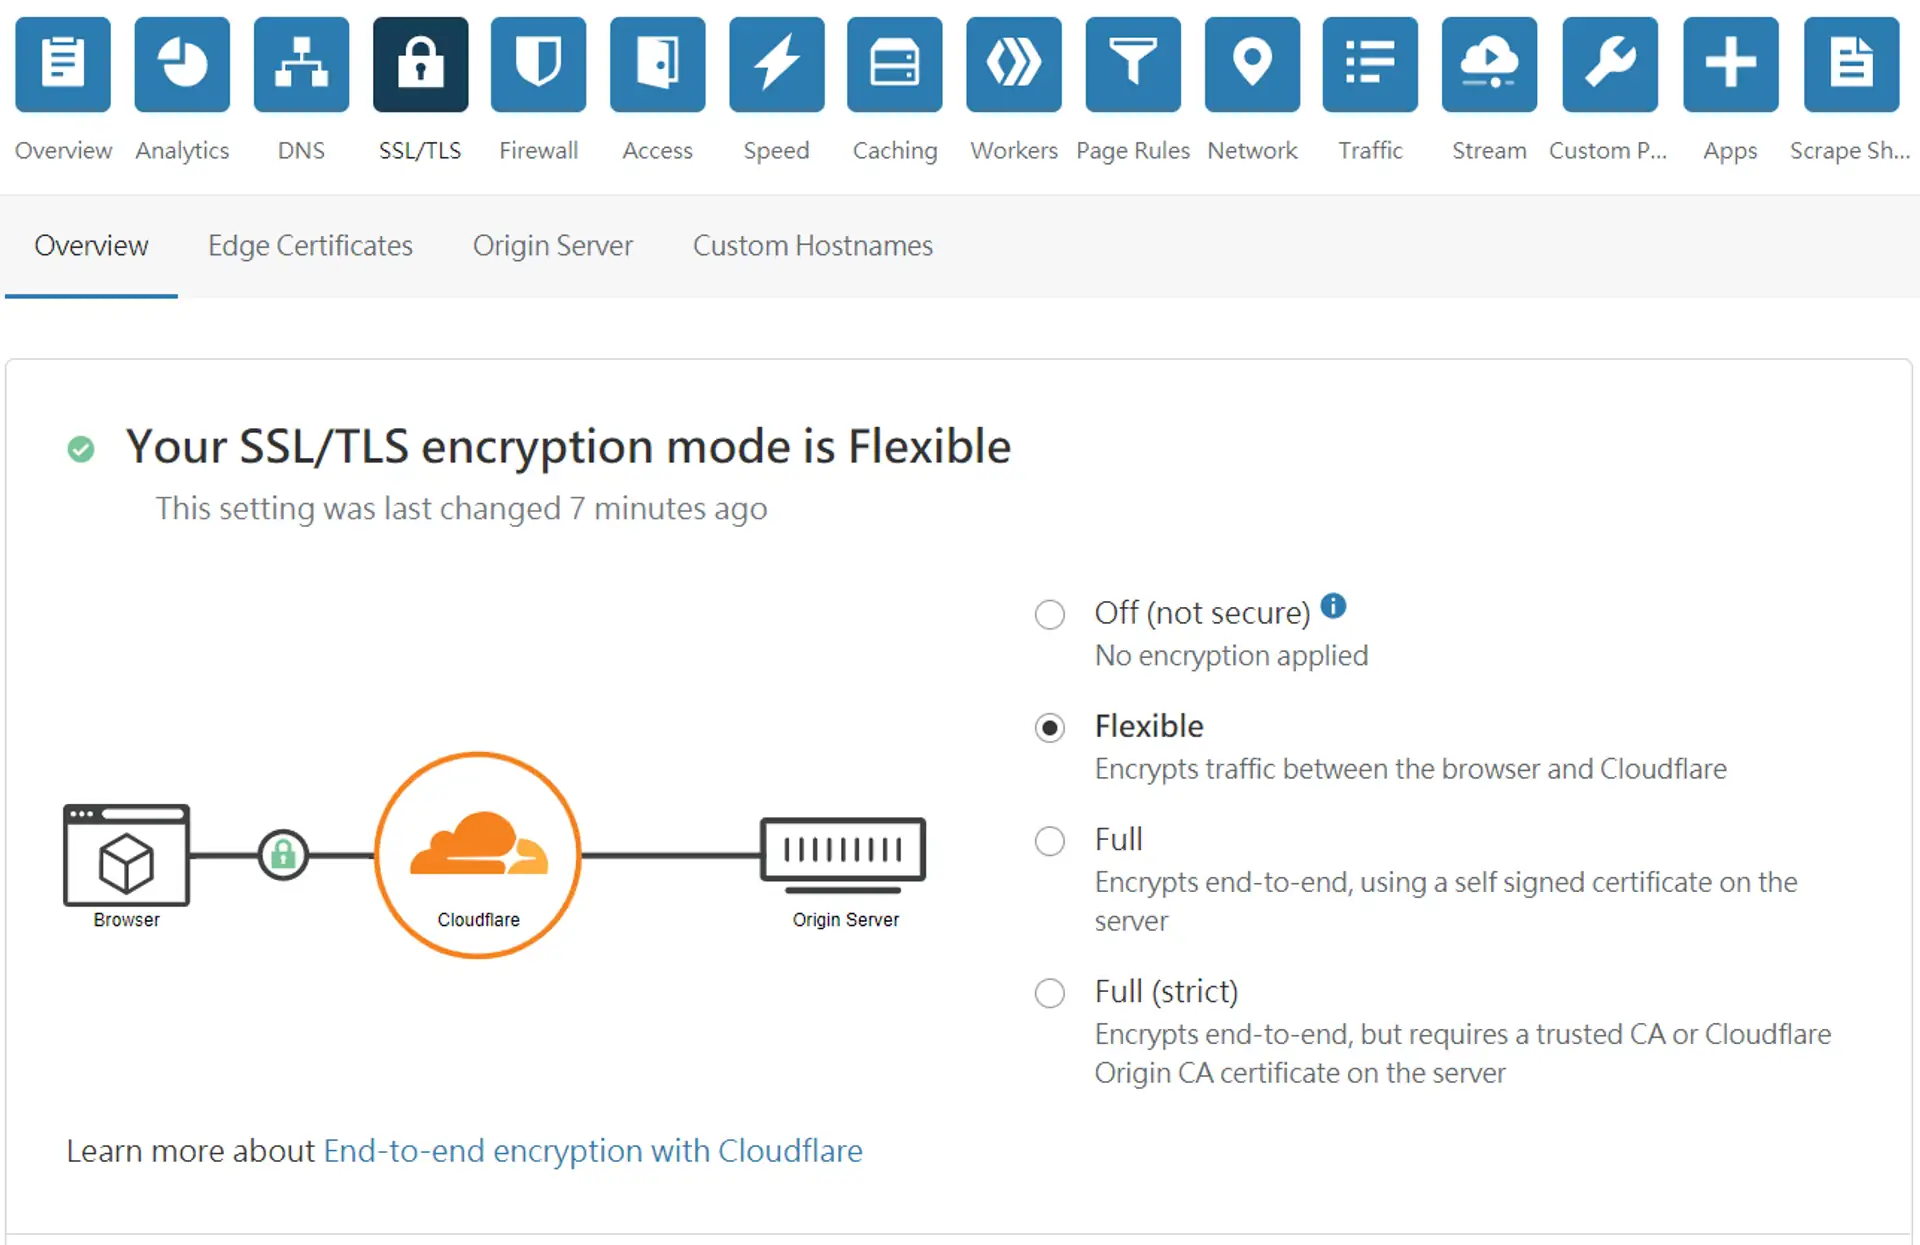 Overview
Analytics
DNS
SSL/TLS
Firewall
Access
Speed
Caching
Workers
Page Rules
Network
Traffic
Stream
Custom P...
Apps
Scrape Sh...
Overview
Edge Certificates
Origin Server
Custom Hostnames
Your SSL/TLS encryption mode is Flexible
This setting was last changed 7 minutes ago
Browser
Cloudflare
Origin Server
Off (not secure)
No encryption applied
Flexible
Encrypts traffic between the browser and Cloudflare
Full
Encrypts end-to-end, using a self signed certificate on the
server
Full (strict)
Encrypts end-to-end, but requires a trusted CA or Cloudflare
Origin CA certificate on the server
Learn more about End-to-end encryption with Cloudflare